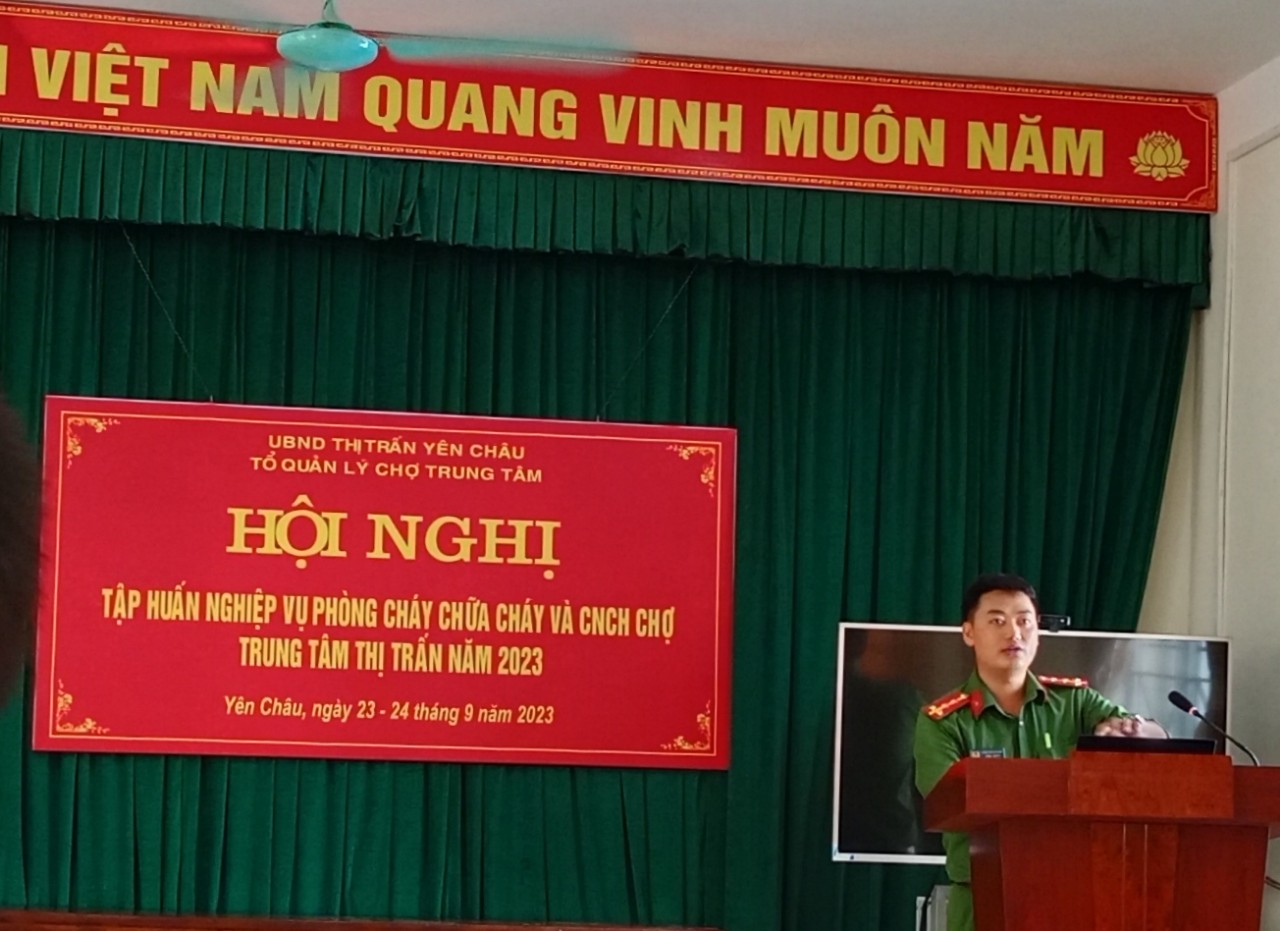 VIỆT NAM QUANG VINH MUÔN NĂM
UBND THỊ TRẤN YÊN CHÂU
TỔ QUẢN LÝ CHỢ TRUNG TÂM
HỘI NGHỊ
TẬP HUẤN NGHIỆP VỤ PHÒNG CHÁY CHỮA CHÁY VÀ CNCH CHỢ
TRUNG TÂM THỊ TRẤN NĂM 2023
Yên Châu, ngày 23 - 24 tháng 9 năm 2023